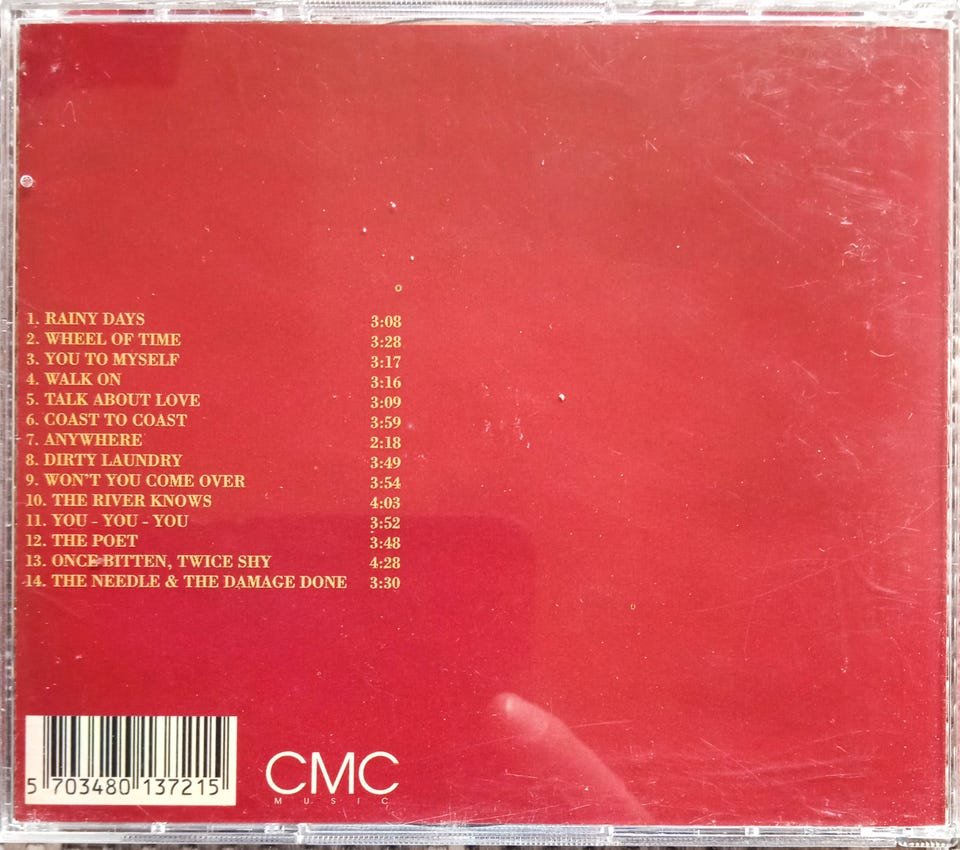 1. RAINY DAYS 3:08
2. WHEEL OF TIME 3:28
3. YOU TO MYSELF 3:17
4. WALK ON 3:16
5. TALK ABOUT LOVE 3:09
6. COAST TO COAST 3:59
7. ANYWHERE 2:18
8. DIRTY LAUNDRY 3:49
9. WON'T YOU COME OVER 3:54
10. THE RIVER KNOWS 4:03
11. YOU - YOU - YOU 3:52
12. THE POET 3:48
13. ONCE BITTEN, TWICE SHY 4:28
14. THE NEEDLE & THE DAMAGE DONE 3:30
5 703480 137215
CMC
MUSIC